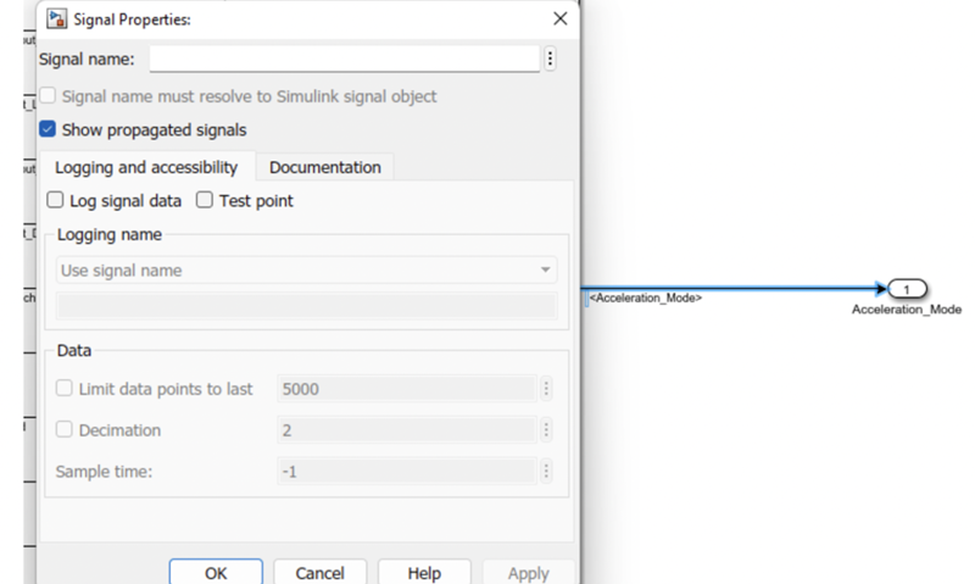 Signal Properties:
Signal name:
Signal name must resolve to Simulink signal object
Show propagated signals
Logging and accessibility Documentation
Log signal data Test point
Logging name
Use signal name
Data
Limit data points to last 5000
Decimation 2
Sample time: -1
OK Cancel Help Apply
<Acceleration_Mode>
1
Acceleration_Mode